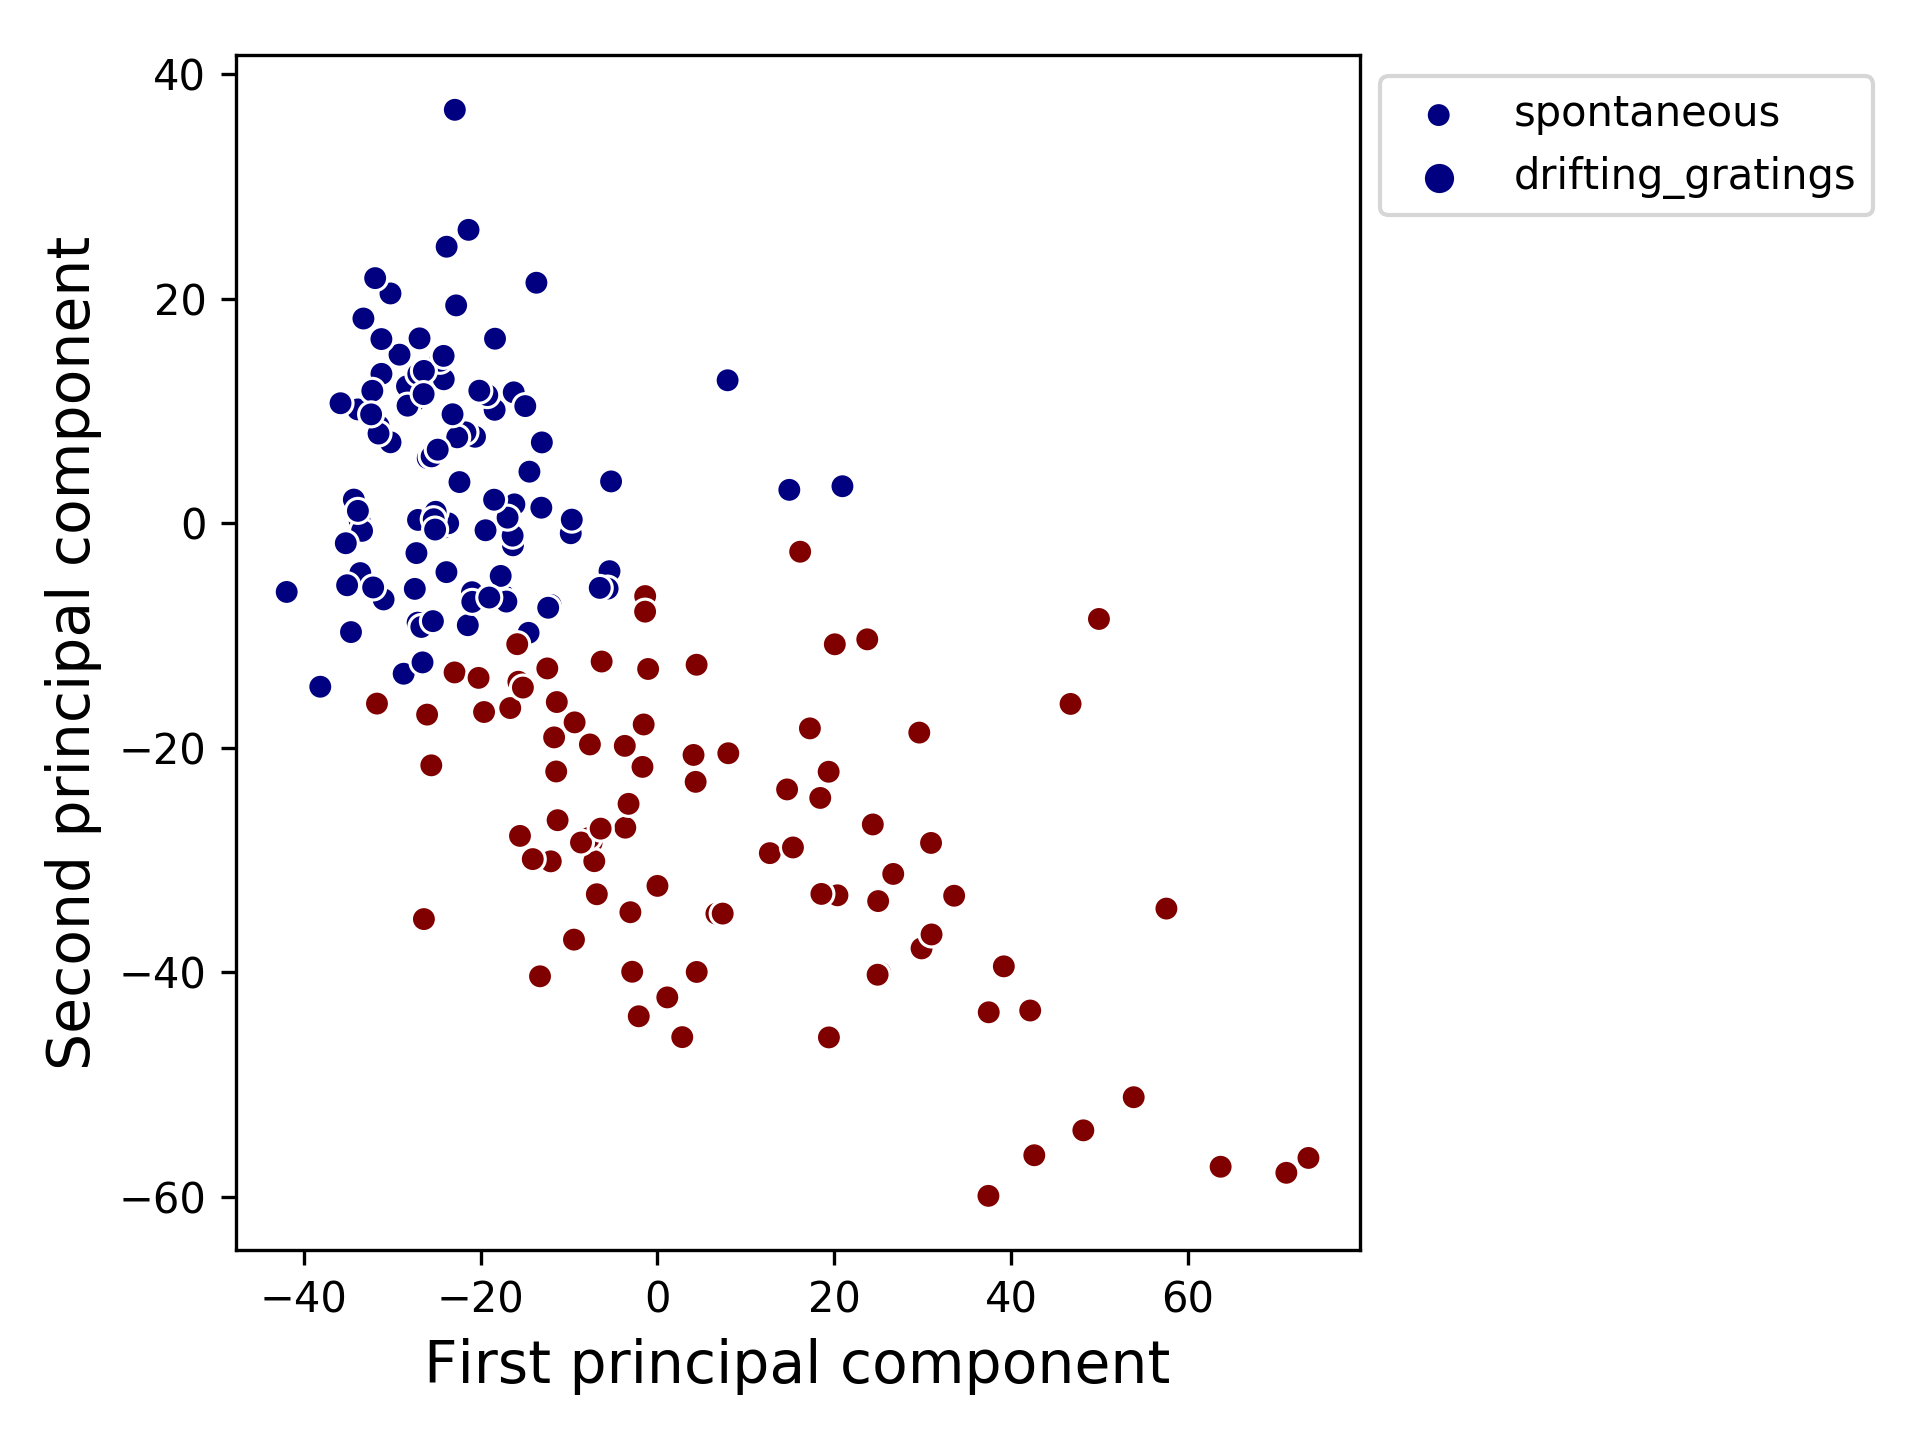 40
20
0
−20
−40
−60
Second principal component
−40 −20 0 20 40 60
First principal component
spontaneous
drifting_gratings